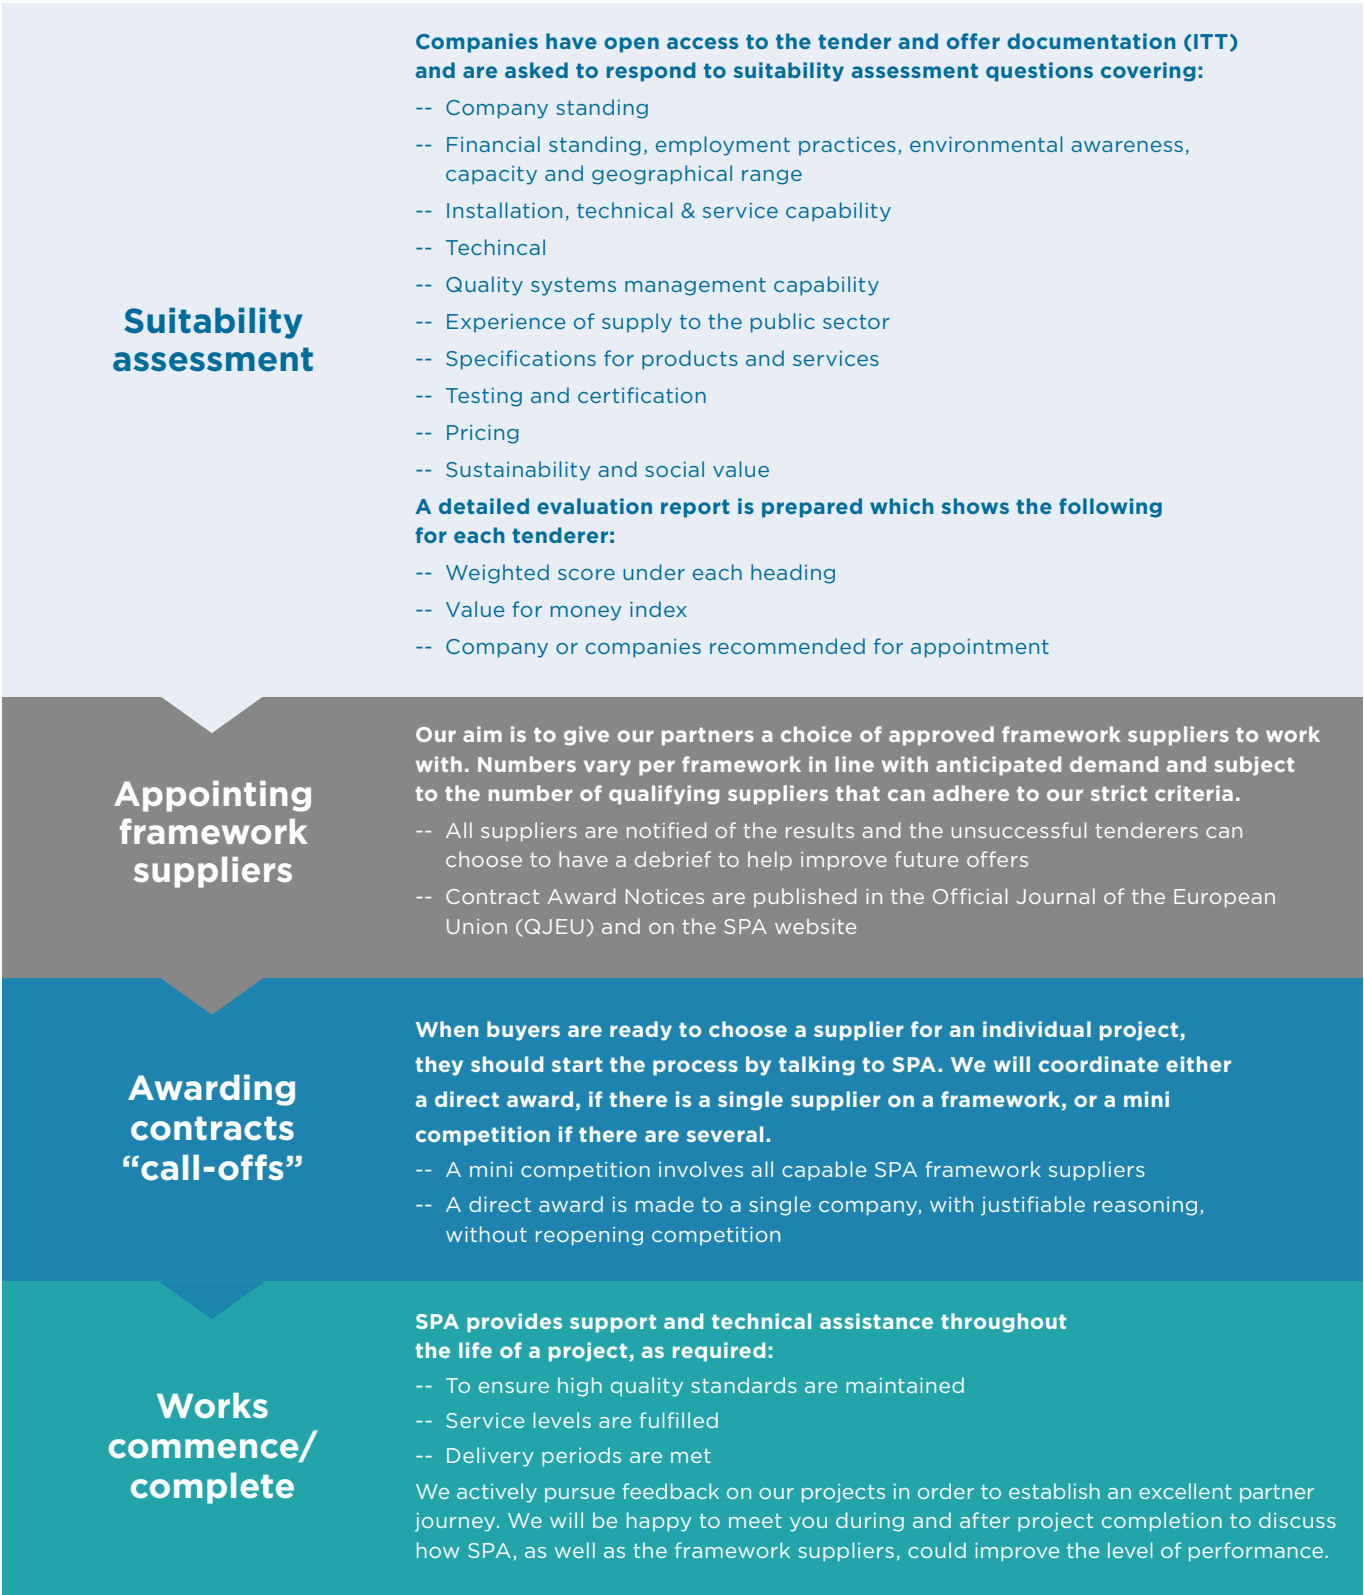 Companies have open access to the tender and offer documentation (ITT)
and are asked to respond to suitability assessment questions covering:
-- Company standing
-- Financial standing, employment practices, environmental awareness,
capacity and geographical range
-- Installation, technical & service capability
-- Techincal
-- Quality systems management capability
Suitability
assessment
-- Experience of supply to the public sector
-- Specifications for products and services
-- Testing and certification
-- Pricing
-- Sustainability and social value
A detailed evaluation report is prepared which shows the following
for each tenderer:
-- Weighted score under each heading
-- Value for money index
-- Company or companies recommended for appointment
Appointing
framework
suppliers
Our aim is to give our partners a choice of approved framework suppliers to work
with. Numbers vary per framework in line with anticipated demand and subject
to the number of qualifying suppliers that can adhere to our strict criteria.
-- All suppliers are notified of the results and the unsuccessful tenderers can
choose to have a debrief to help improve future offers
-- Contract Award Notices are published in the Official Journal of the European
Union (QJEU) and on the SPA website
Awarding
contracts
“call-offs”
When buyers are ready to choose a supplier for an individual project,
they should start the process by talking to SPA. We will coordinate either
a direct award, if there is a single supplier on a framework, or a mini
competition if there are several.
-- A mini competition involves all capable SPA framework suppliers
-- A direct award is made to a single company, with justifiable reasoning,
without reopening competition
Works
commence/
complete
SPA provides support and technical assistance throughout
the life of a project, as required:
-- To ensure high quality standards are maintained
-- Service levels are fulfilled
-- Delivery periods are met
We actively pursue feedback on our projects in order to establish an excellent partner
journey. We will be happy to meet you during and after project completion to discuss
how SPA, as well as the framework suppliers, could improve the level of performance.